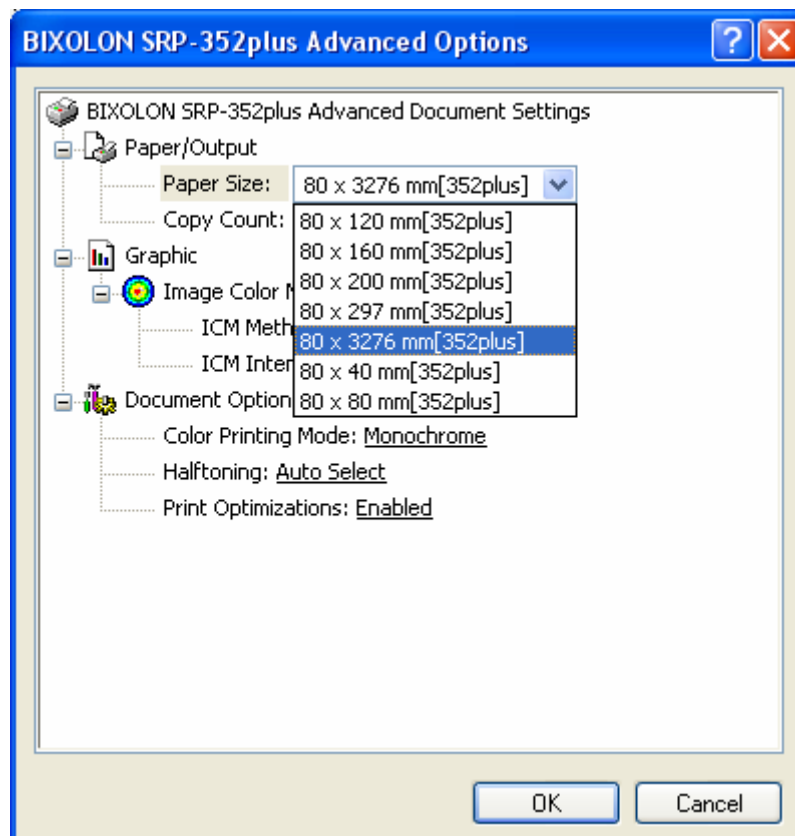 BIXOLON SRP-352plus Advanced Options
BIXOLON SRP-352plus Advanced Document Settings
Paper/Output
Paper Size: 80 x 3276 mm[352plus]
Copy Count:
80 x 120 mm[352plus]
80 x 160 mm[352plus]
Graphic
80 x 200 mm[352plus]
Image Color
80 x 297 mm[352plus]
ICM Meth
80 x 3276 mm[352plus]
ICM Inter
80 x 40 mm[352plus]
Document Option
80 x 80 mm[352plus]
Color Printing Mode: Monochrome
Halftoning: Auto Select
Print Optimizations: Enabled
OK
Cancel